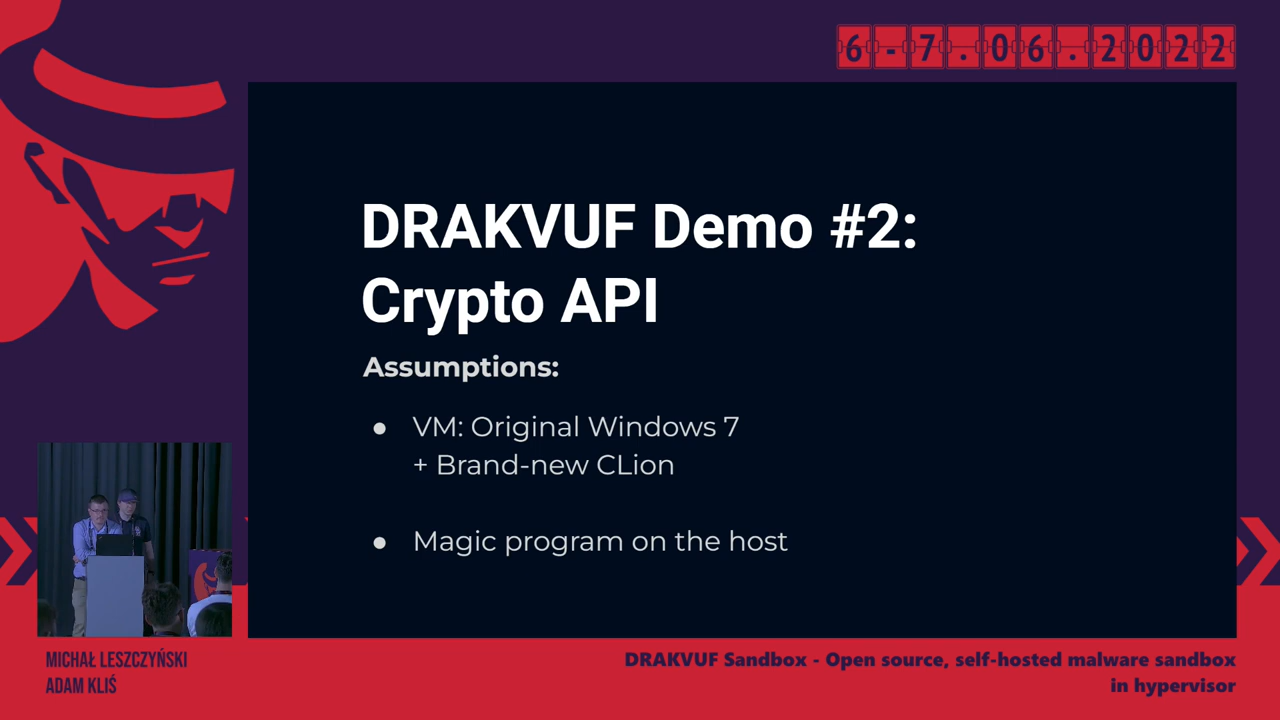 6-7.06.2022
DRAKVUF Demo #2:
Crypto API
Assumptions:
● VM: Original Windows 7
+ Brand-new CLion
● Magic program on the host
MICHAŁ LESZCZYŃSKI
ADAM KLIŚ
DRAKVUF Sandbox - Open source, self-hosted malware sandbox
in hypervisor